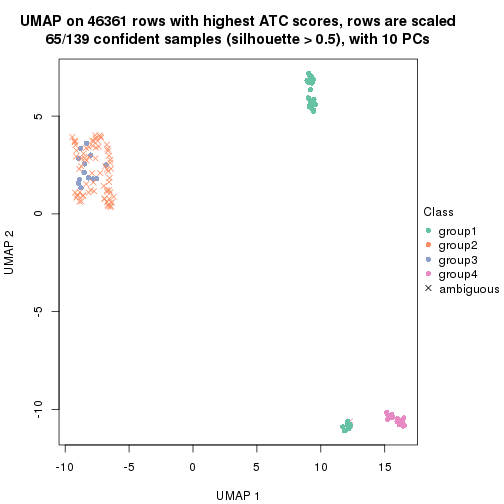 UMAP on 46361 rows with highest ATC scores, rows are scaled
65/139 confident samples (silhouette > 0.5), with 10 PCs
UMAP 2
5
0
-5
-10
-10
-5
0
5
10
15
UMAP 1
Class
group1
group2
group3
group4
ambiguous